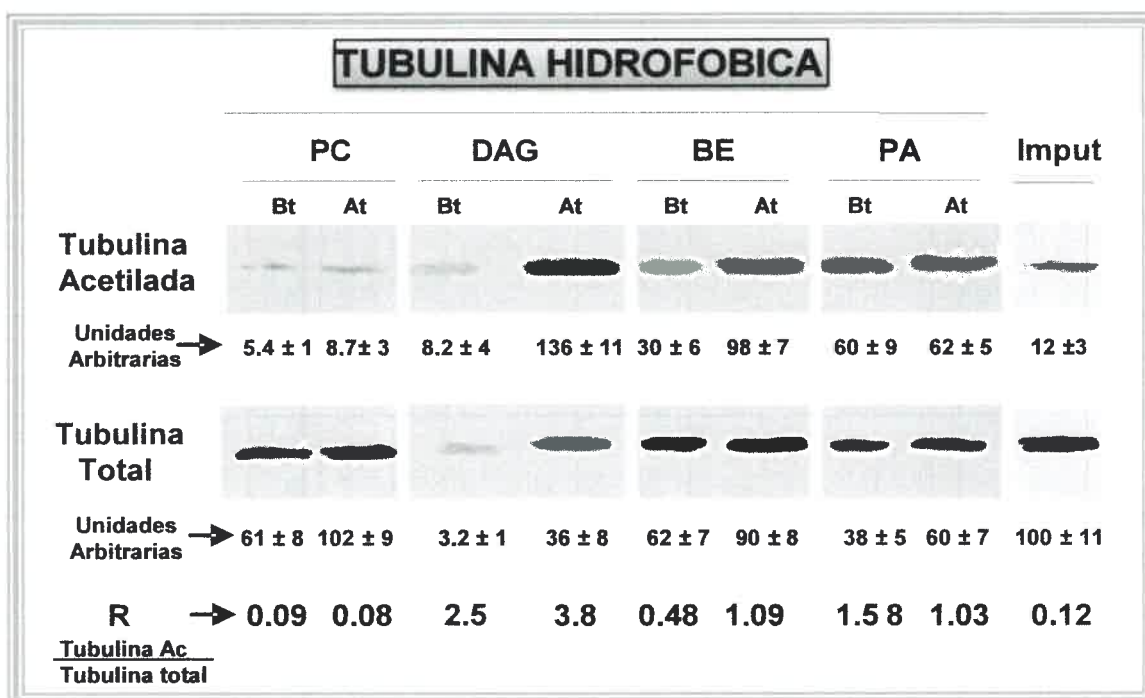 TUBULINA HIDROFOBICA
PC DAG BE PA Imput
Bt At Bt At Bt At Bt At
Tubulina
Acetilada
Unidades
Arbitrarias
5.4 ± 1 8.7± 3 8.2 ± 4 136 ± 11 30 ± 6 98 ± 7 60 ± 9 62 ± 5 12 ±3
Tubulina
Total
Unidades
Arbitrarias
61 ± 8 102 ± 9 3.2 ± 1 36 ± 8 62 ± 7 90 ± 8 38 ± 5 60 ± 7 100 ± 11
R 0.09 0.08 2.5 3.8 0.48 1.09 1.5 8 1.03 0.12
Tubulina Ac
Tubulina total